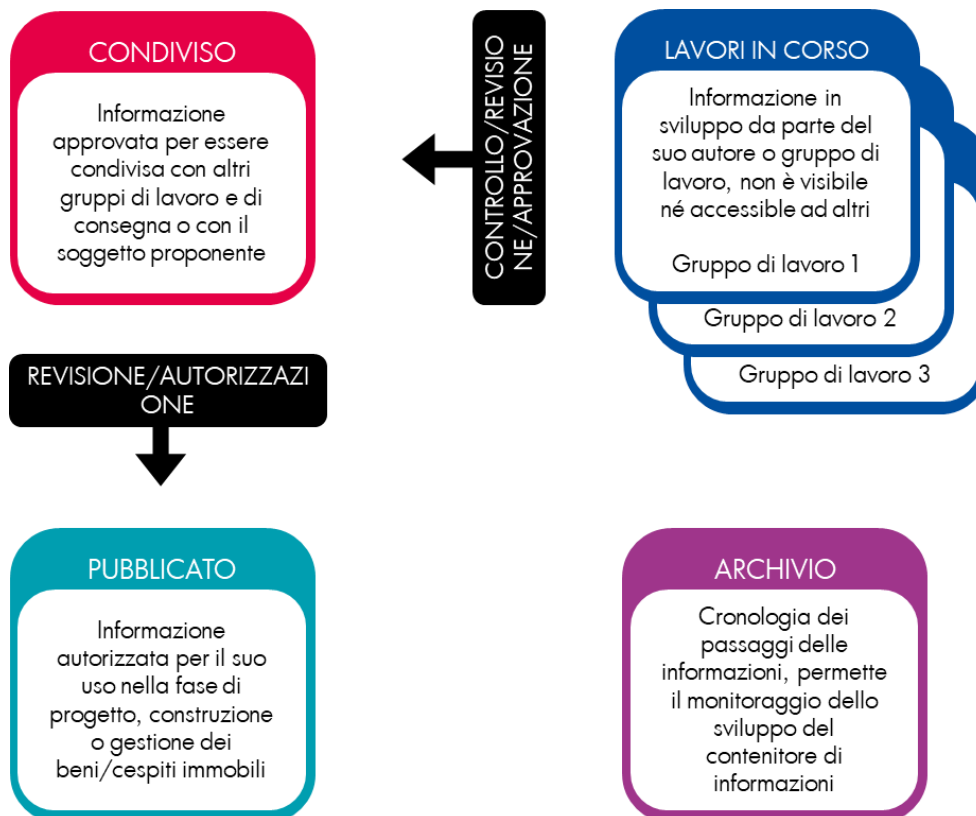 CONDIVISO
Informazione
approvata per essere
condivisa con altri
gruppi di lavoro e di
consegna o con il
soggetto proponente
CONTROLLO/REVISIO
NE/APPROVAZIONE
LAVORI IN CORSO
Informazione in
sviluppo da parte del
suo autore o gruppo di
lavoro, non è visibile
né accessible ad altri
Gruppo di lavoro 1
Gruppo di lavoro 2
Gruppo di lavoro 3
REVISIONE/AUTORIZZAZI
ONE
PUBBLICATO
Informazione
autorizzata per il suo
uso nella fase di
progetto, construzione
o gestione dei
beni/cespiti immobili
ARCHIVIO
Cronologia dei
passaggi delle
informazioni, permette
il monitoraggio dello
sviluppo del
contenitore di
informazioni